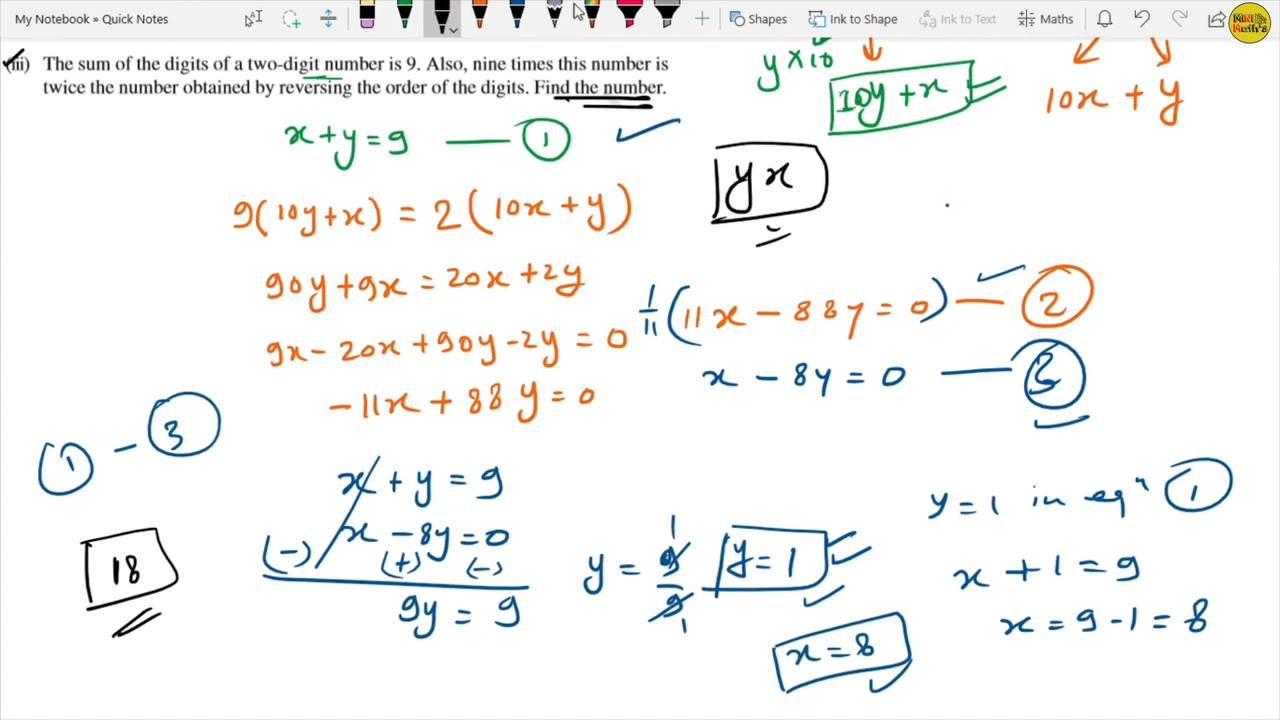 My Notebook » Quick Notes
Shapes
Ink to Shape
Ink to Text
Maths
iii) The sum of the digits of a two-digit number is 9. Also, nine times this number is
twice the number obtained by reversing the order of the digits. Find the number.
y × 10
10y + x
10x + y
x + y = 9 —— 1
yx
9(10y + x) = 2(10x + y)
90y + 9x = 20x + 2y
9x - 20x + 90y - 2y = 0
-11x + 88y = 0
1/11 (11x - 88y = 0) — 2
x - 8y = 0 — 3
1 - 3
x + y = 9
x - 8y = 0
(-) (+) (-)
9y = 9
18
y = 9/9
1
1
y = 1
x = 8
y = 1 in eqn 1
x + 1 = 9
x = 9 - 1 = 8